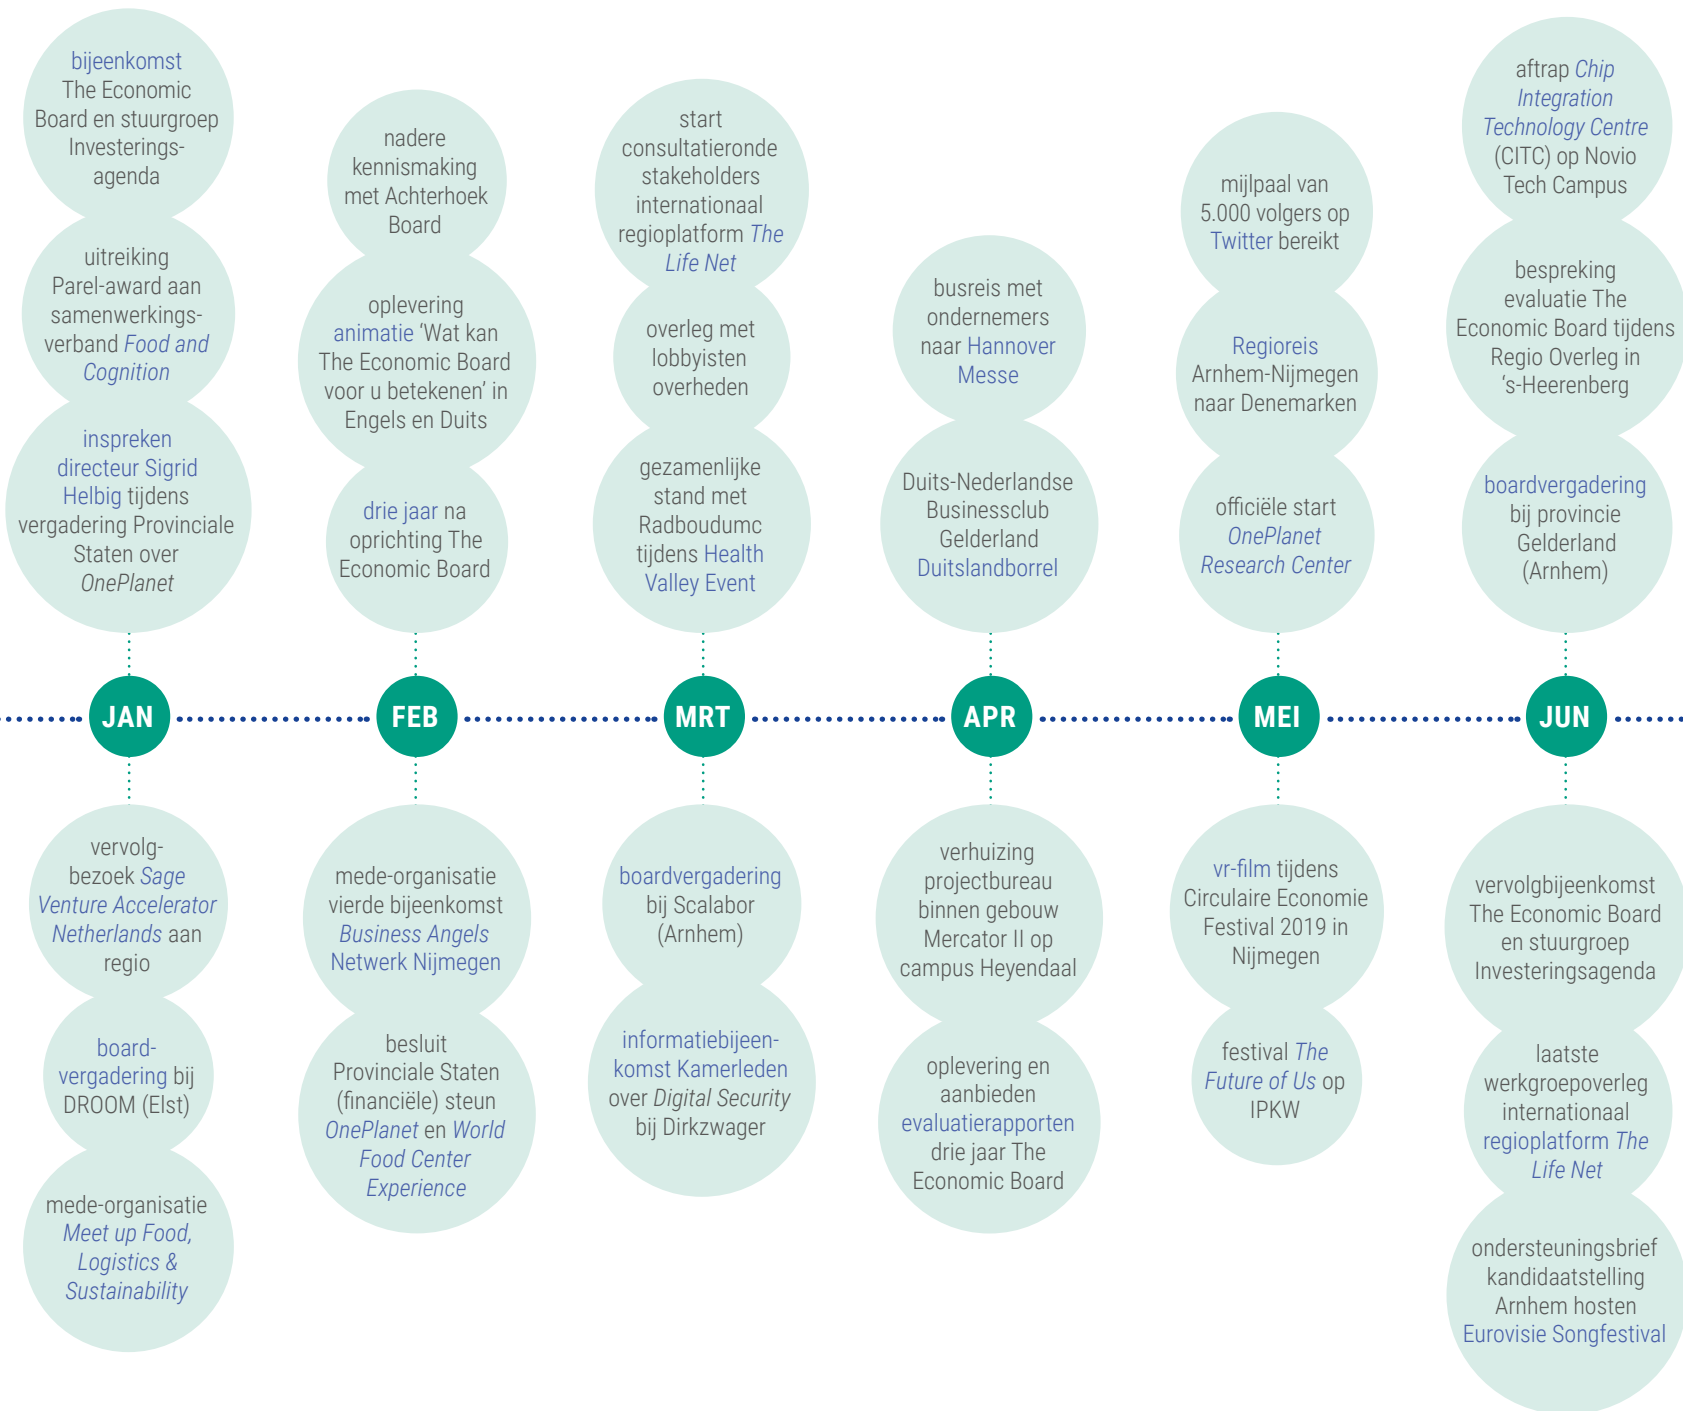 bijeenkomst
The Economic
Board en stuurgroep
Investerings-
agenda
uitreiking
Parel-award aan
samenwerkings-
verband Food and
Cognition
inspreken
directeur Sigrid
Helbig tijdens
vergadering Provinciale
Staten over
OnePlanet
nadere
kennismaking
met Achterhoek
Board
oplevering
animatie ‘Wat kan
The Economic Board
voor u betekenen’ in
Engels en Duits
drie jaar na
oprichting The
Economic Board
start
consultatieronde
stakeholders
internationaal
regioplatform The
Life Net
overleg met
lobbyisten
overheden
gezamenlijke
stand met
Radboudumc
tijdens Health
Valley Event
busreis met
ondernemers
naar Hannover
Messe
Duits-Nederlandse
Businessclub
Gelderland
Duitslandborrel
mijlpaal van
5.000 volgers op
Twitter bereikt
Regioreis
Arnhem-Nijmegen
naar Denemarken
officiële start
OnePlanet
Research Center
aftrap Chip
Integration
Technology Centre
(CITC) op Novio
Tech Campus
bespreking
evaluatie The
Economic Board tijdens
Regio Overleg in
‘s-Heerenberg
boardvergadering
bij provincie
Gelderland
(Arnhem)
JAN
FEB
MRT
APR
MEI
JUN
vervolg-
bezoek Sage
Venture Accelerator
Netherlands aan
regio
board-
vergadering bij
DROOM (Elst)
mede-organisatie
Meet up Food,
Logistics &
Sustainability
mede-organisatie
vierde bijeenkomst
Business Angels
Netwerk Nijmegen
besluit
Provinciale Staten
(financiële) steun
OnePlanet en World
Food Center
Experience
boardvergadering
bij Scalabor
(Arnhem)
informatiebijeen-
komst Kamerleden
over Digital Security
bij Dirkzwager
verhuizing
projectbureau
binnen gebouw
Mercator II op
campus Heyendaal
oplevering en
aanbieden
evaluatierapporten
drie jaar The
Economic Board
vr-film tijdens
Circulaire Economie
Festival 2019 in
Nijmegen
festival The
Future of Us op
IPKW
vervolgbijeenkomst
The Economic Board
en stuurgroep
Investeringsagenda
laatste
werkgroepoverleg
internationaal
regioplatform The
Life Net
ondersteuningsbrief
kandidaatstelling
Arnhem hosten
Eurovisie Songfestival